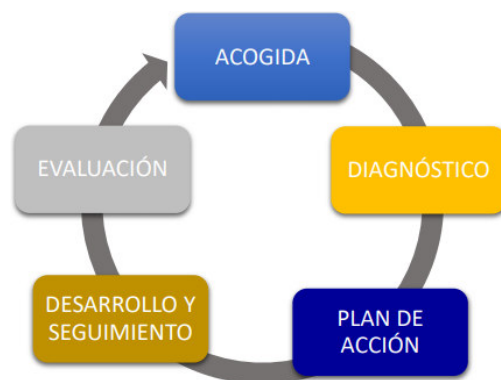 ACOGIDA
DIAGNÓSTICO
PLAN DE
ACCIÓN
DESARROLLO Y
SEGUIMIENTO
EVALUACIÓN